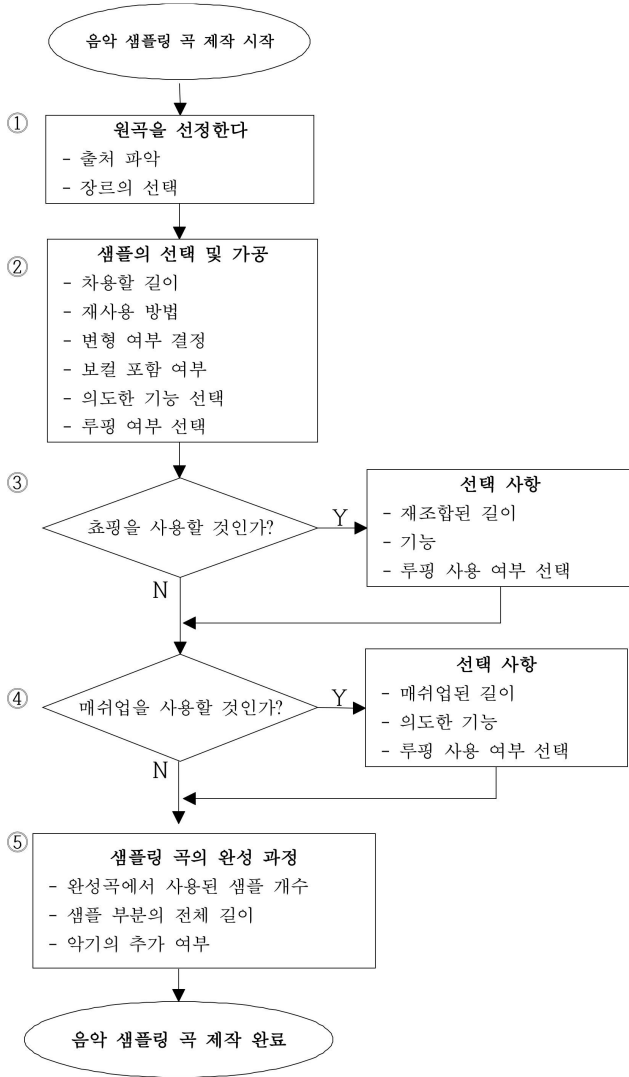 음악 샘플링 곡 제작 시작
①
원곡을 선정한다
- 출처 파악
- 장르의 선택
②
샘플의 선택 및 가공
- 차용할 길이
- 재사용 방법
- 변형 여부 결정
- 보컬 포함 여부
- 의도한 기능 선택
- 루핑 여부 선택
③
쵸핑을 사용할 것인가?
Y
선택 사항
- 재조합된 길이
- 기능
- 루핑 사용 여부 선택
N
④
매쉬업을 사용할 것인가?
Y
선택 사항
- 매쉬업된 길이
- 의도한 기능
- 루핑 사용 여부 선택
N
⑤
샘플링 곡의 완성 과정
- 완성곡에서 사용된 샘플 개수
- 샘플 부분의 전체 길이
- 악기의 추가 여부
음악 샘플링 곡 제작 완료